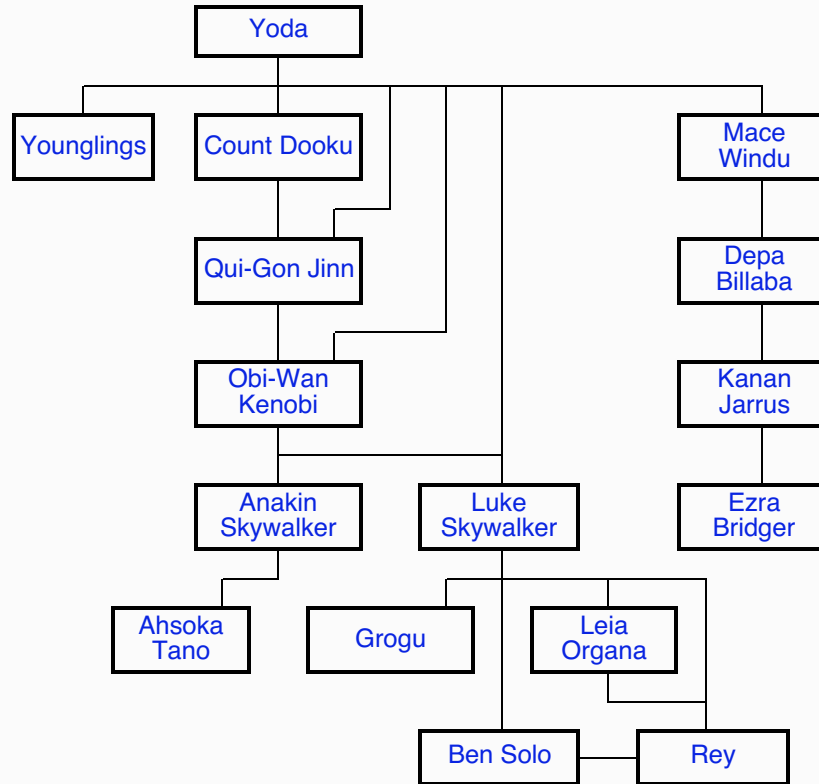 Yoda
Younglings
Count Dooku
Mace
Windu
Qui-Gon Jinn
Depa
Billaba
Obi-Wan
Kenobi
Kanan
Jarrus
Anakin
Skywalker
Luke
Skywalker
Ezra
Bridger
Ahsoka
Tano
Grogu
Leia
Organa
Ben Solo
Rey